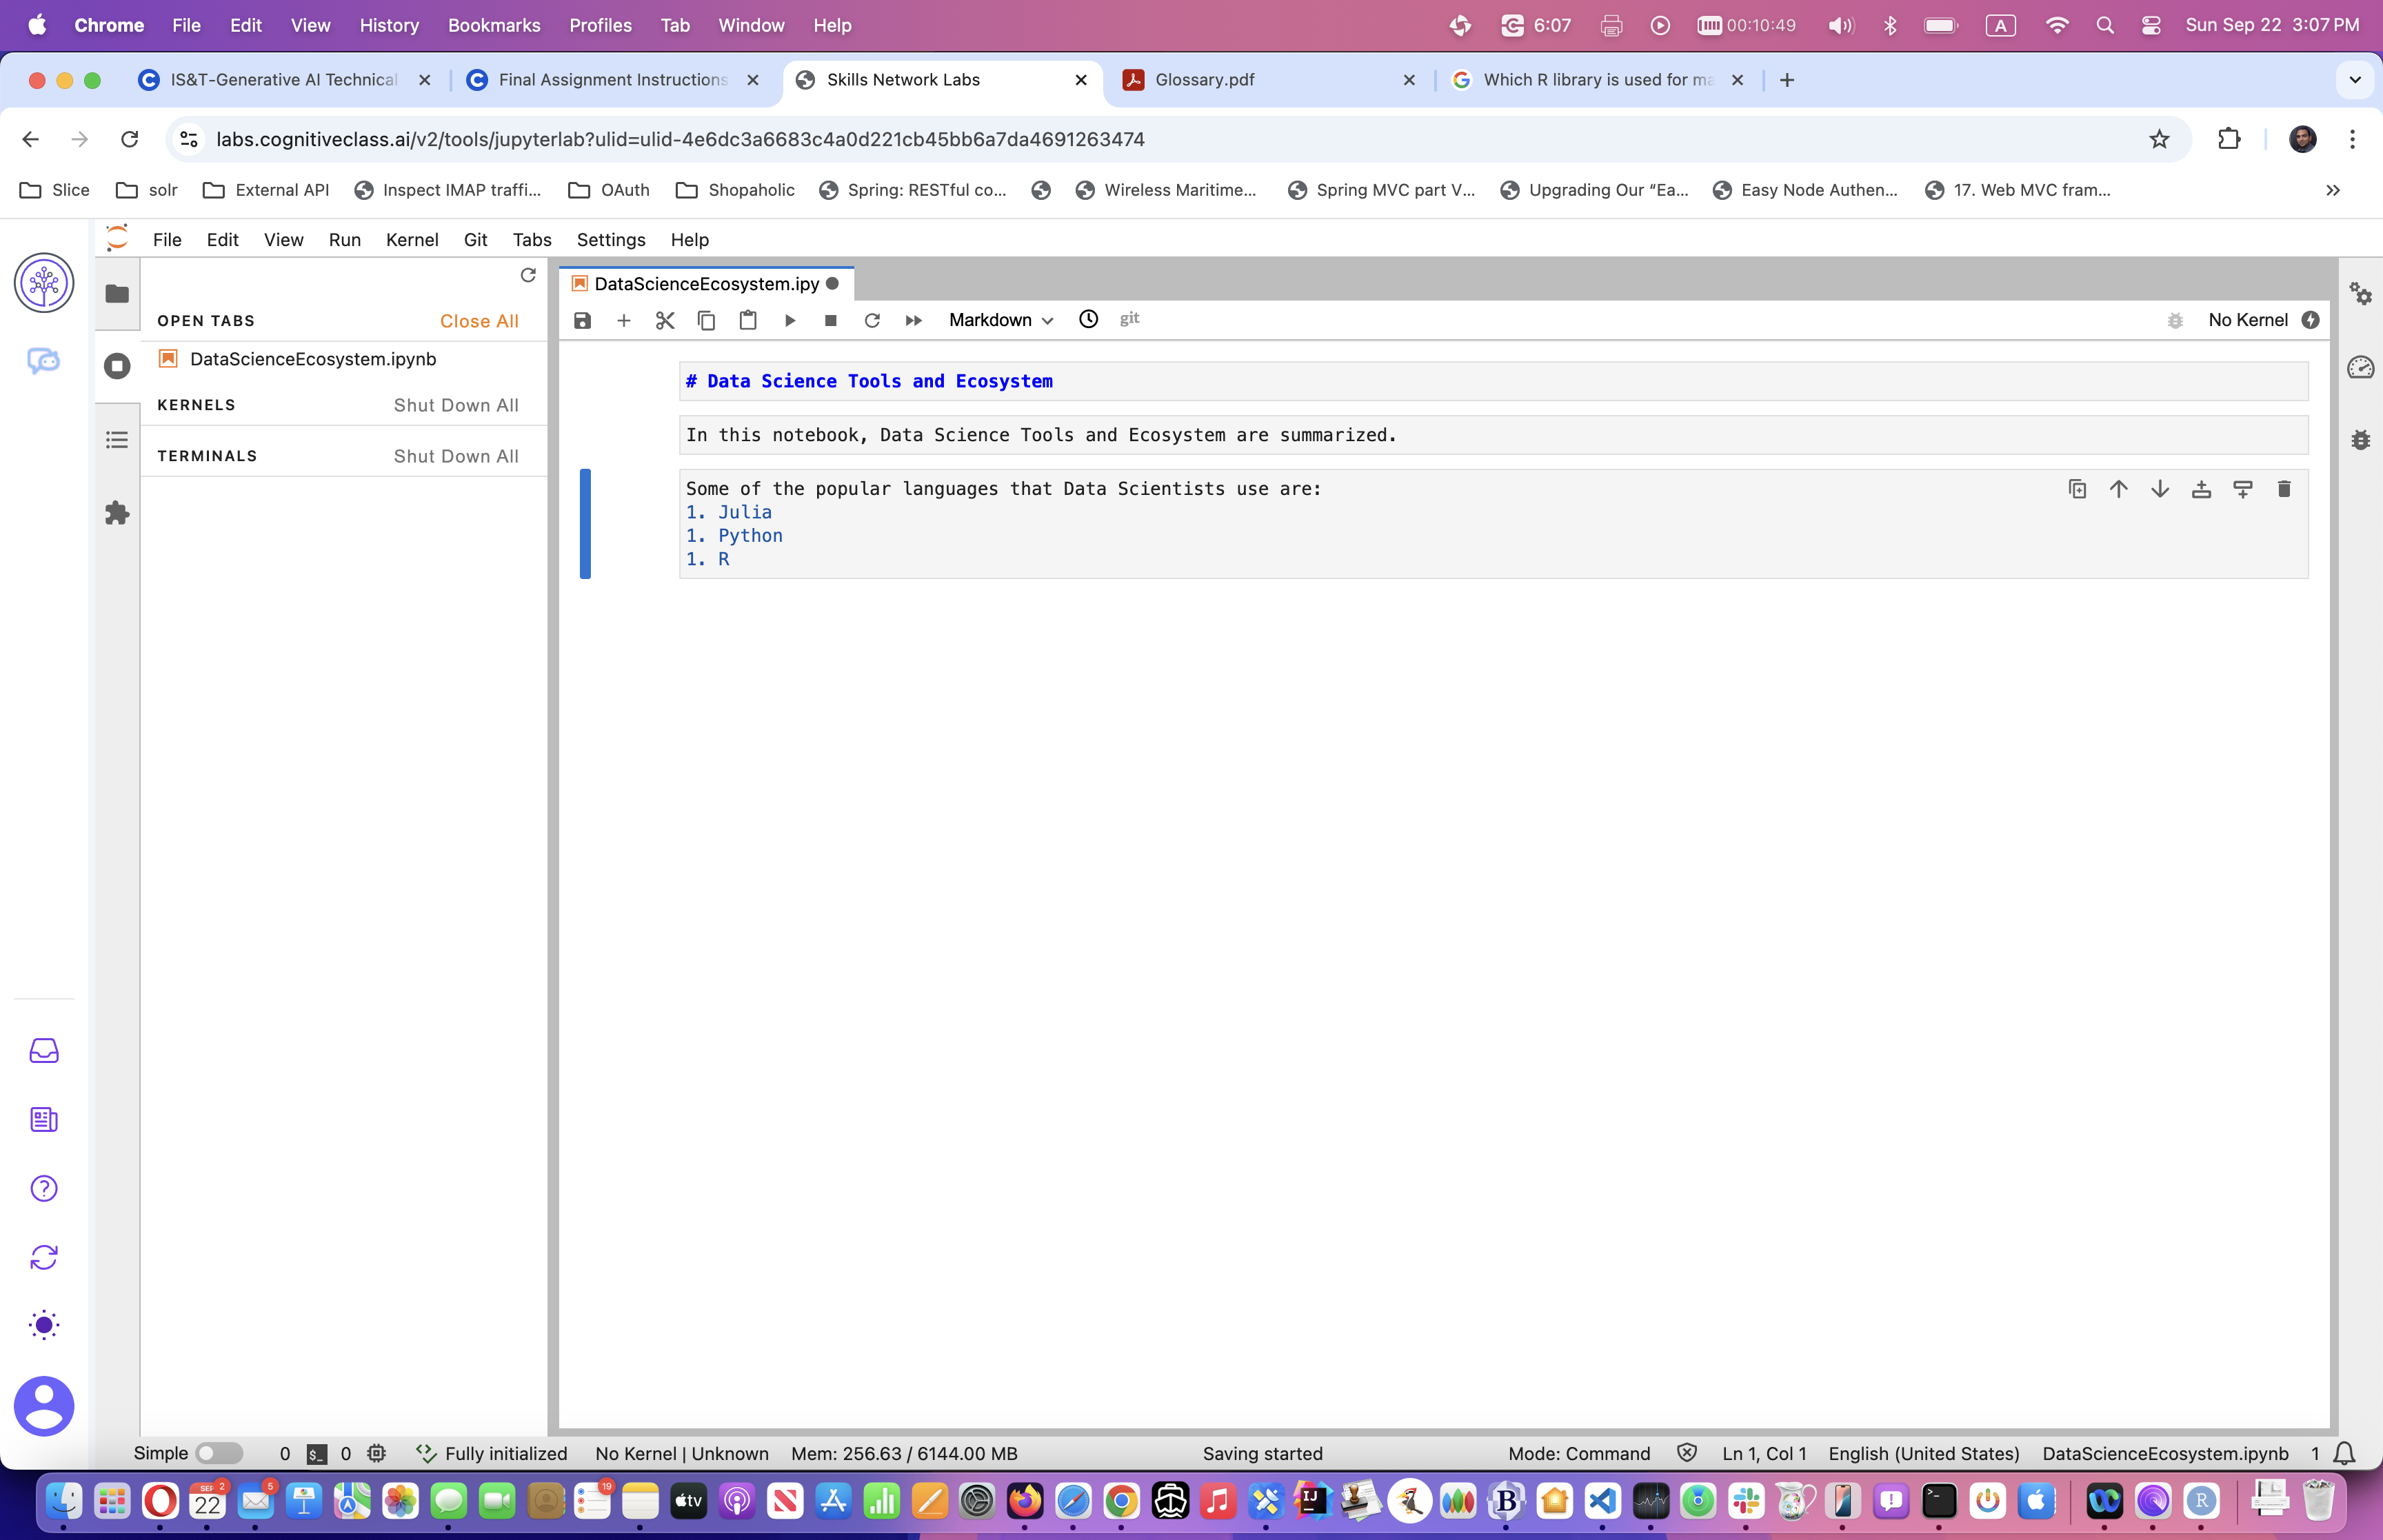 Chrome File Edit View History Bookmarks Profiles Tab Window Help 6:07 00:10:49 A Sun Sep 22 3:07 PM
IS&T-Generative AI Technical Final Assignment Instructions Skills Network Labs Glossary.pdf Which R library is used for ma
labs.cognitiveclass.ai/v2/tools/jupyterlab?ulid=ulid-4e6dc3a6683c4a0d221cb45bb6a7da4691263474
Slice solr External API Inspect IMAP traffi... OAuth Shopaholic Spring: RESTful co... Wireless Maritime... Spring MVC part V... Upgrading Our “Ea... Easy Node Authen... 17. Web MVC fram...
File Edit View Run Kernel Git Tabs Settings Help
DataScienceEcosystem.ipy
OPEN TABS Close All
Markdown git No Kernel
DataScienceEcosystem.ipynb
KERNELS Shut Down All
TERMINALS Shut Down All
# Data Science Tools and Ecosystem
In this notebook, Data Science Tools and Ecosystem are summarized.
Some of the popular languages that Data Scientists use are:
1. Julia
1. Python
1. R
Simple 0 $_ 0 Fully initialized No Kernel | Unknown Mem: 256.63 / 6144.00 MB Saving started Mode: Command Ln 1, Col 1 English (United States) DataScienceEcosystem.ipynb 1
SEP 22 2 5 19 tv IJ B R